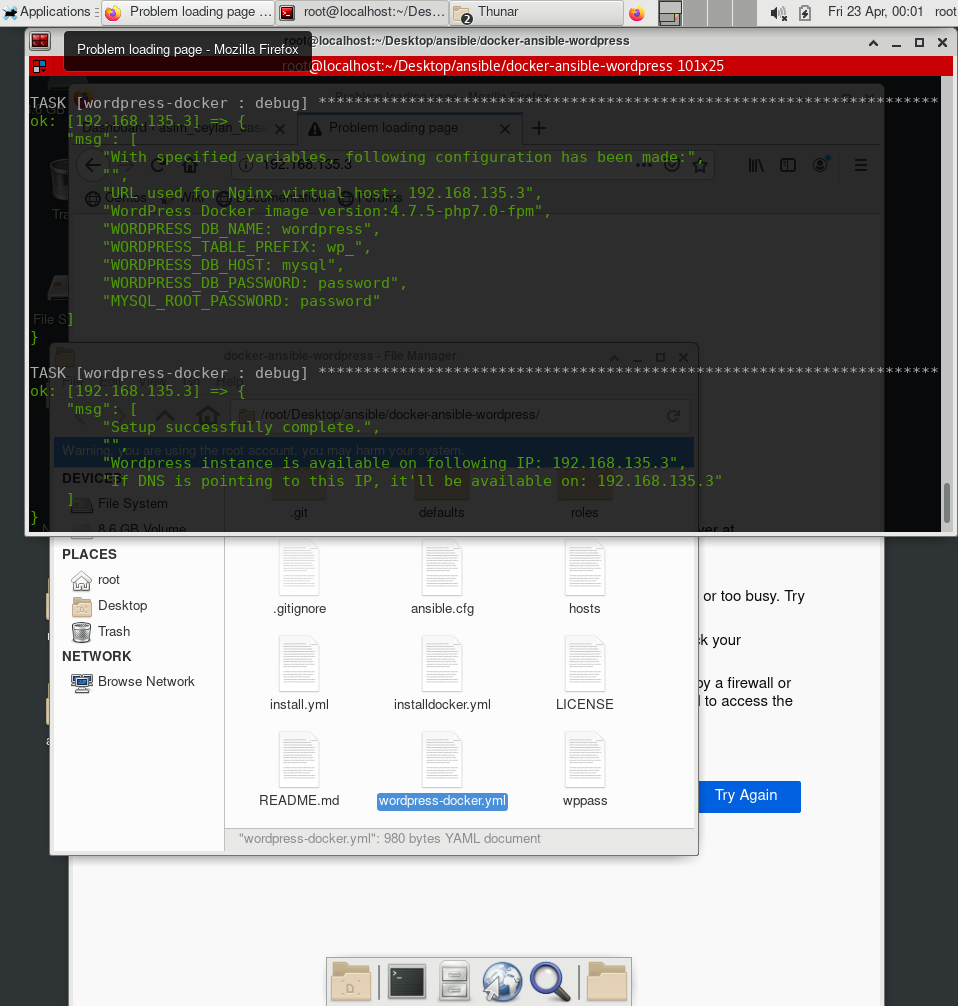 Applications
Problem loading page ...
root@localhost:~/Des...
Thunar
2
Fri 23 Apr, 00:01
root
root@localhost:~/Desktop/ansible/docker-ansible-wordpress
Problem loading page - Mozilla Firefox
root@localhost:~/Desktop/ansible/docker-ansible-wordpress 101x25
TASK [wordpress-docker : debug] *********************************************************************
ok: [192.168.135.3] => {
Problem loading page
"msg": [
"With specified variables, following configuration has been made:",
192.168.135.3
"",
"URL used for Nginx virtual host: 192.168.135.3",
"WordPress Docker image version:4.7.5-php7.0-fpm",
"WORDPRESS_DB_NAME: wordpress",
"WORDPRESS_TABLE_PREFIX: wp_",
"WORDPRESS_DB_HOST: mysql",
"WORDPRESS_DB_PASSWORD: password",
"MYSQL_ROOT_PASSWORD: password"
File S
]
}
docker-ansible-wordpress - File Manager
TASK [wordpress-docker : debug] *********************************************************************
Help
ok: [192.168.135.3] => {
"msg": [
/root/Desktop/ansible/docker-ansible-wordpress/
"Setup successfully complete.",
"",
Warning, you are using the root account, you may harm your system.
"Wordpress instance is available on following IP: 192.168.135.3",
DEVICES
"If DNS is pointing to this IP, it'll be available on: 192.168.135.3"
]
File System
.git
defaults
roles
}
8.6 GB Volume
PLACES
root
Desktop
Trash
NETWORK
Browse Network
.gitignore
ansible.cfg
hosts
install.yml
installdocker.yml
LICENSE
README.md
wordpress-docker.yml
wppass
"wordpress-docker.yml": 980 bytes YAML document
or too busy. Try
k your
by a firewall or
to access the
Try Again